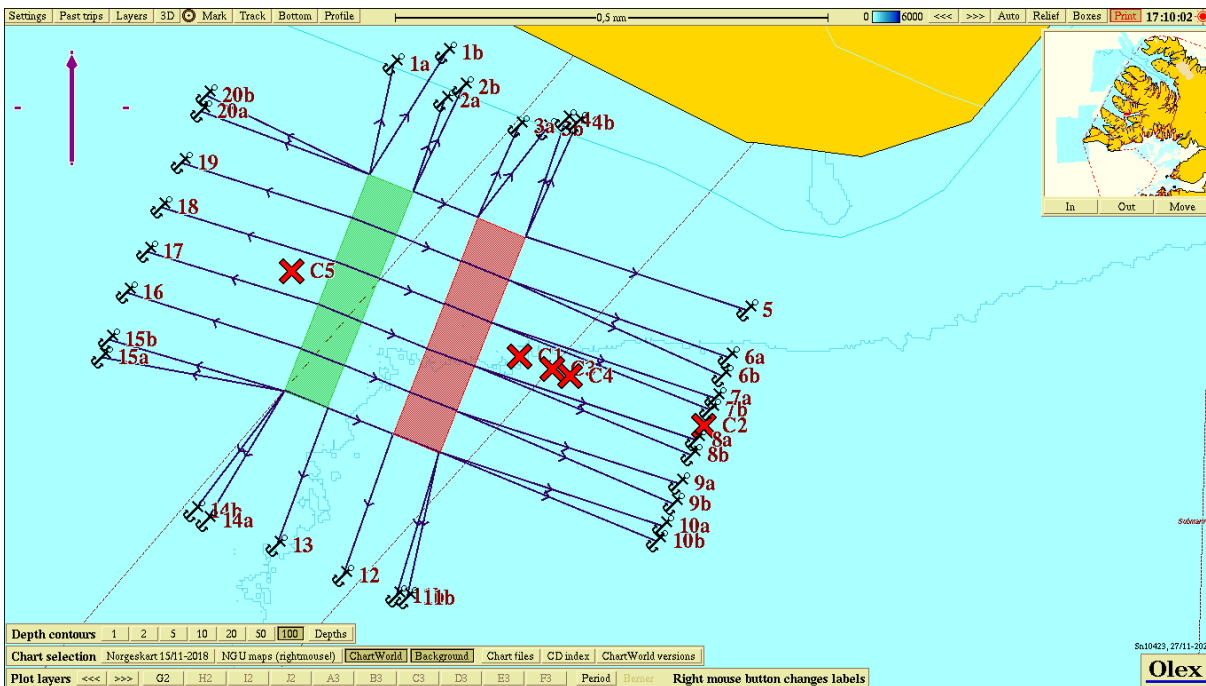 Settings Past trips Layers 3D Mark Track Bottom Profile 0,5 nm 0 6000 <<< >>> Auto Relief Boxes Print 17:10:02
1a
1b
2b
2a
20b
20a
3a
3b
4b
19
18
17
C5
16
5
15b
15a
C1
C3
C4
6a
6b
7a
7b
C2
8a
8b
9a
9b
10a
10b
14b
14a
13
12
11b
In Out Move
Depth contours 1 2 5 10 20 50 100 Depths
Chart selection Norgeskart 15/11-2018 NGU maps (rightmouse!) ChartWorld Background Chart files CD index ChartWorld versions
Plot layers <<< >>> G2 H2 I2 J2 A3 B3 C3 D3 E3 F3 Period Berner Right mouse button changes labels
Olex